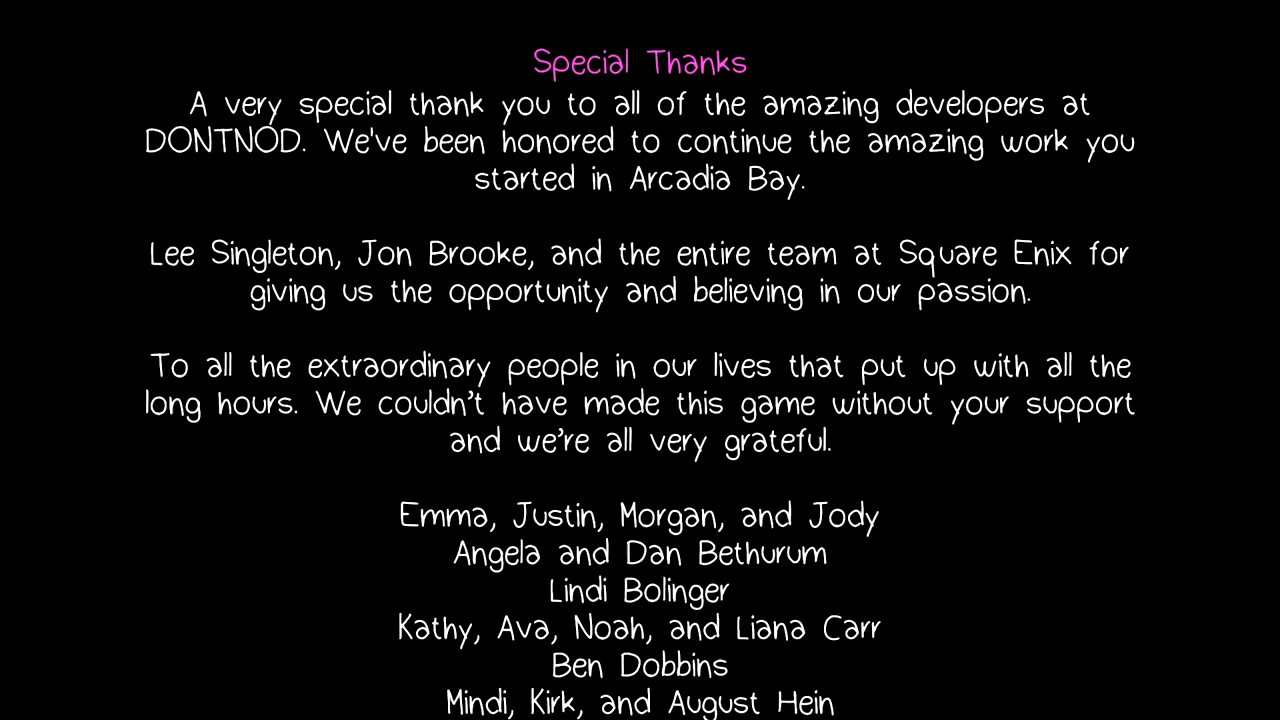 Special Thanks
A very special thank you to all of the amazing developers at
DONTNOD. We've been honored to continue the amazing work you
started in Arcadia Bay.
Lee Singleton, Jon Brooke, and the entire team at Square Enix for
giving us the opportunity and believing in our passion.
To all the extraordinary people in our lives that put up with all the
long hours. We couldn’t have made this game without your support
and we’re all very grateful.
Emma, Justin, Morgan, and Jody
Angela and Dan Bethurum
Lindi Bolinger
Kathy, Ava, Noah, and Liana Carr
Ben Dobbins
Mindi, Kirk, and August Hein